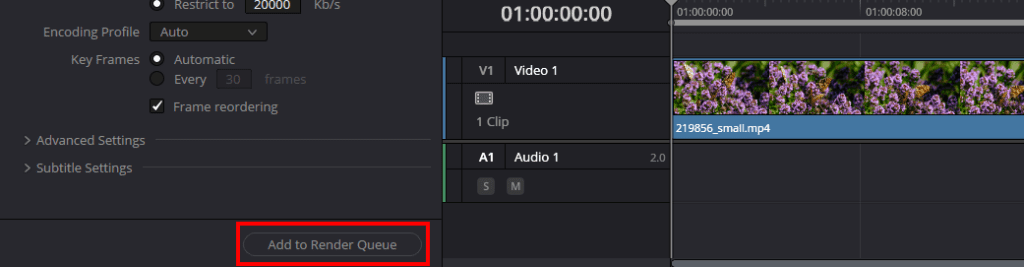 Restrict to 20000 Kb/s
Encoding Profile Auto
Key Frames Automatic
Every 30 frames
Frame reordering
Advanced Settings
Subtitle Settings
Add to Render Queue
01:00:00:00
01:00:00:00 01:00:08:00
V1 Video 1
1 Clip
219856_small.mp4
A1 Audio 1 2.0
S M